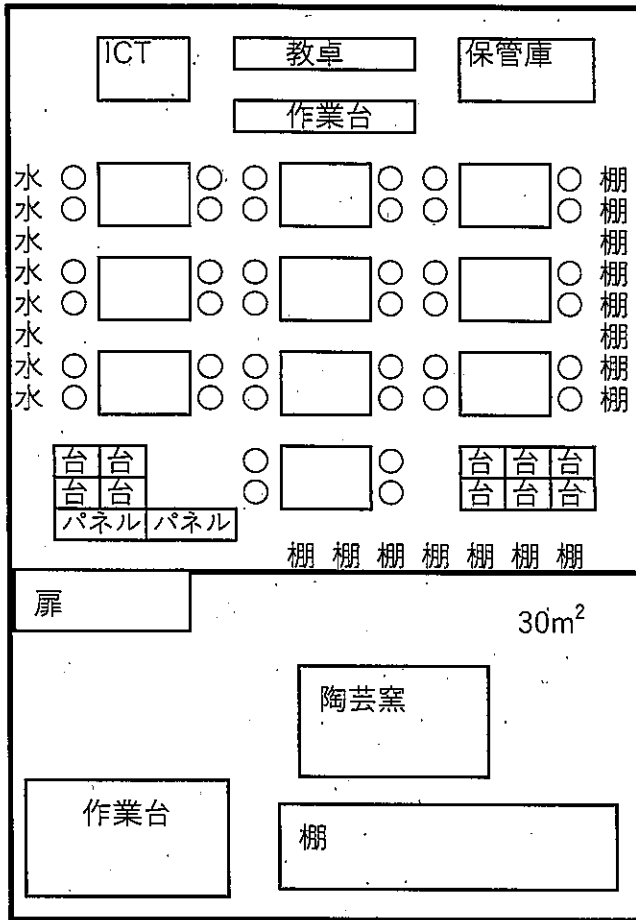 ICT 教卓 保管庫
作業台
水 ○ ○ ○ ○ ○ ○ 棚
水 ○ ○ ○ ○ ○ ○ 棚
水 棚
水 ○ ○ ○ ○ ○ ○ 棚
水 ○ ○ ○ ○ ○ ○ 棚
水 棚
水 ○ ○ ○ ○ ○ ○ 棚
水 ○ ○ ○ ○ ○ ○ 棚
台 台 ○ ○ 台 台 台
台 台 ○ ○ 台 台 台
パネル パネル
棚 棚 棚 棚 棚 棚 棚
扉
30m²
陶芸窯
作業台
棚